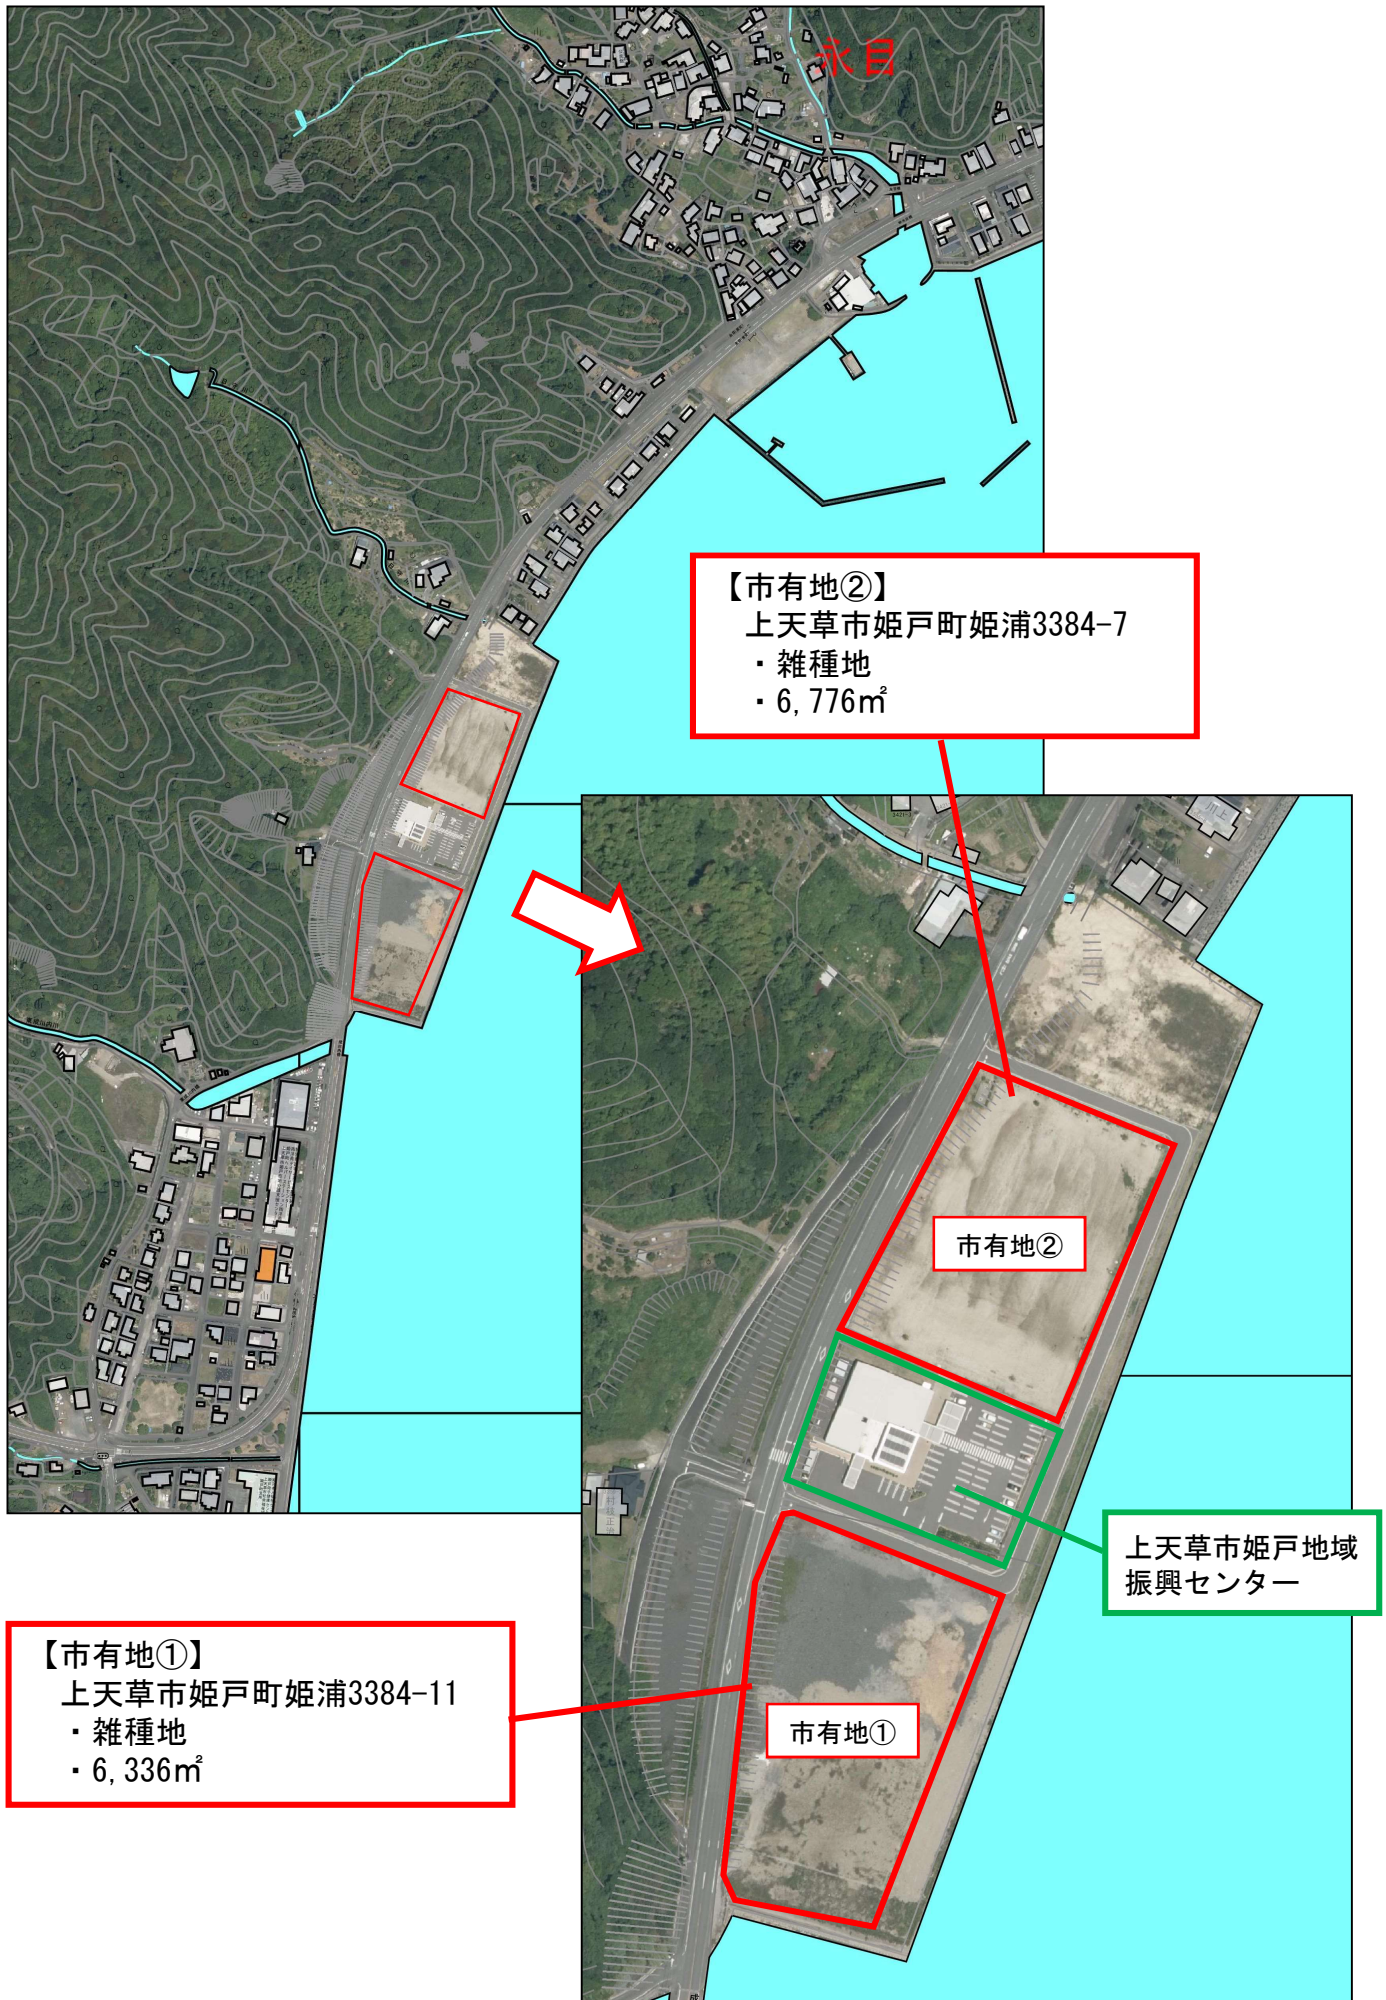 永目
【市有地②】
上天草市姫戸町姫浦3384-7
・雑種地
・6,776㎡
市有地②
上天草市姫戸地域
振興センター
【市有地①】
上天草市姫戸町姫浦3384-11
・雑種地
・6,336㎡
市有地①